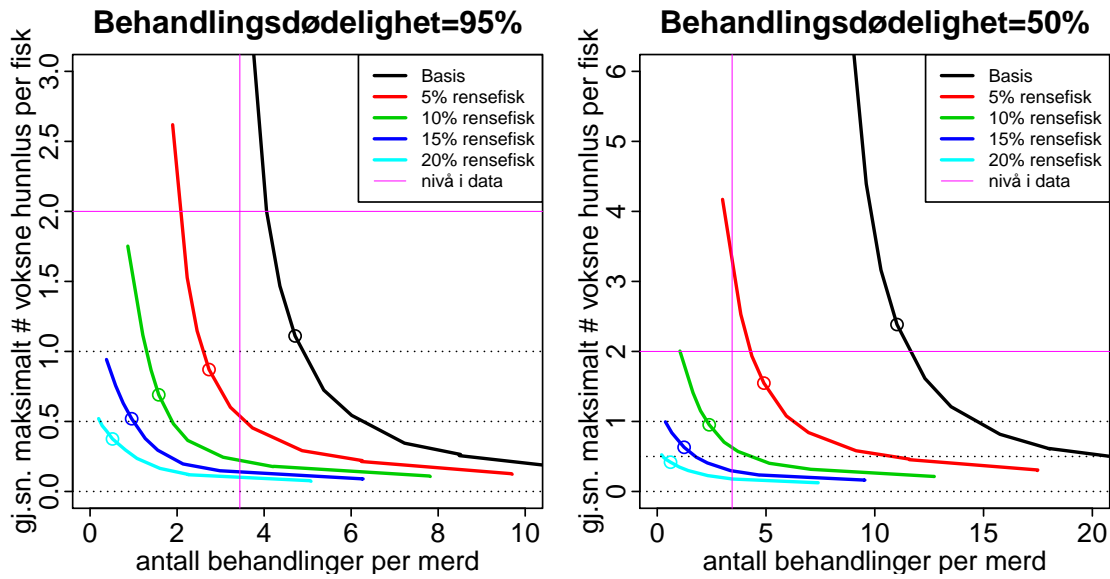 Behandlingsdødelighet=95%
gj.sn. maksimalt # voksne hunnlus per fisk
0.0 0.5 1.0 1.5 2.0 2.5 3.0
Basis
5% rensefisk
10% rensefisk
15% rensefisk
20% rensefisk
nivå i data
0 2 4 6 8 10
antall behandlinger per merd
Behandlingsdødelighet=50%
gj.sn. maksimalt # voksne hunnlus per fisk
0 1 2 3 4 5 6
Basis
5% rensefisk
10% rensefisk
15% rensefisk
20% rensefisk
nivå i data
0 5 10 15 20
antall behandlinger per merd